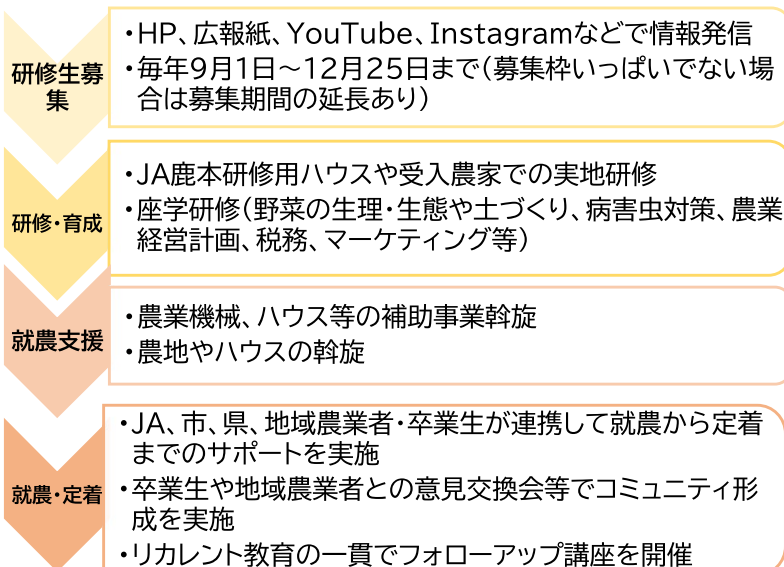 研修生募
集
・HP、広報紙、YouTube、Instagramなどで情報発信
・毎年9月1日～12月25日まで（募集枠いっぱいでない場
合は募集期間の延長あり）
研修・育成
・JA鹿本研修用ハウスや受入農家での実地研修
・座学研修（野菜の生理・生態や土づくり、病害虫対策、農業
経営計画、税務、マーケティング等）
就農支援
・農業機械、ハウス等の補助事業斡旋
・農地やハウスの斡旋
就農・定着
・JA、市、県、地域農業者・卒業生が連携して就農から定着
までのサポートを実施
・卒業生や地域農業者との意見交換会等でコミュニティ形
成を実施
・リカレント教育の一貫でフォローアップ講座を開催